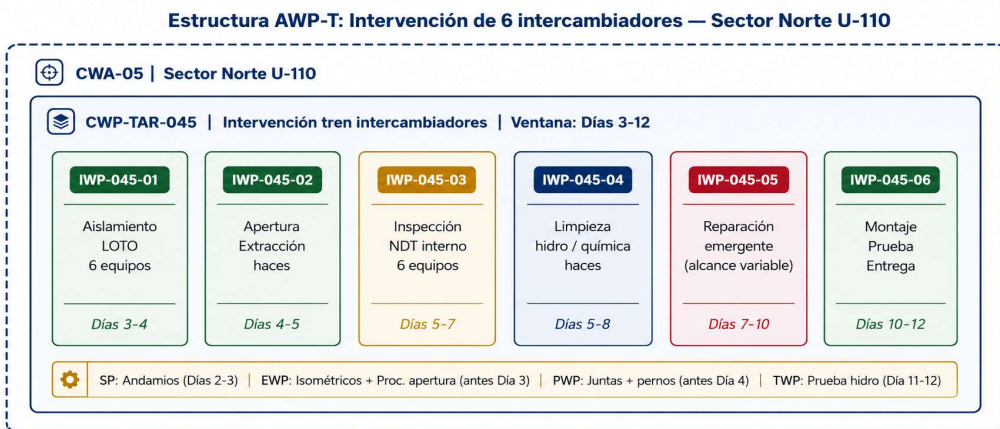 Estructura AWP-T: Intervención de 6 intercambiadores — Sector Norte U-110
CWA-05 | Sector Norte U-110
CWP-TAR-045 | Intervención tren intercambiadores | Ventana: Días 3-12
IWP-045-01
Aislamiento
LOTO
6 equipos
Días 3-4
IWP-045-02
Apertura
Extracción
haces
Días 4-5
IWP-045-03
Inspección
NDT interno
6 equipos
Días 5-7
IWP-045-04
Limpieza
hidro / química
haces
Días 5-8
IWP-045-05
Reparación
emergente
(alcance variable)
Días 7-10
IWP-045-06
Montaje
Prueba
Entrega
Días 10-12
SP: Andamios (Días 2-3) | EWP: Isométricos + Proc. apertura (antes Día 3) | PWP: Juntas + pernos (antes Día 4) | TWP: Prueba hidro (Día 11-12)